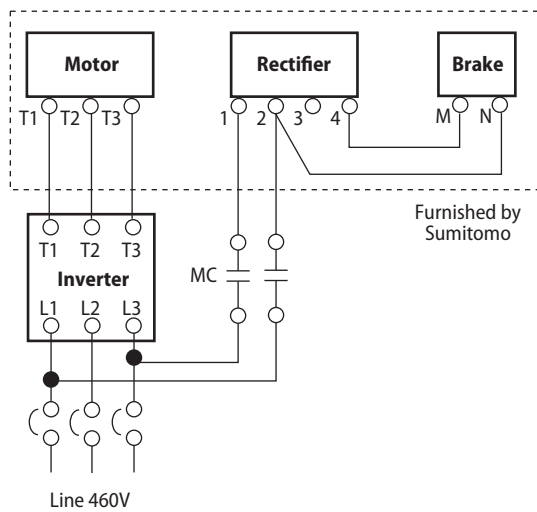 Motor Rectifier Brake
T1 T2 T3 1 2 3 4 M N
Furnished by
Sumitomo
T1 T2 T3
Inverter
MC
L1 L2 L3
Line 460V